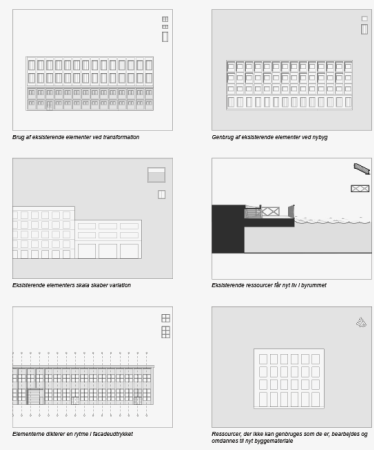 Brug af eksisterende elementer ved transformation
Genbrug af eksisterende elementer ved nybyg
Eksisterende elementers skala skaber variation
Eksisterende ressourcer får nyt liv i byrummet
Elementerne dikterer en rytme i facadeudtrykket
Ressourcer, der ikke kan genbruges som de er, bearbejdes og
omdannes til nyt byggemateriale